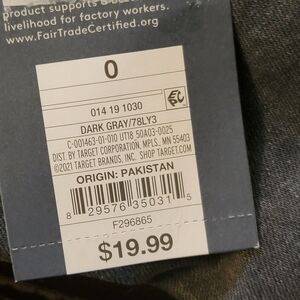 product supports
livelihood for factory workers.
www.FairTradeCertified.org
0
014 19 1030
DARK GRAY/78LY3
C-001463-01-010 UT18 50A03-0025
DIST. BY TARGET CORPORATION, MPLS, MN 55403
©2021 TARGET BRANDS, INC. SHOP TARGET.COM
ORIGIN: PAKISTAN
8 29576 35031 5
F296865
$19.99